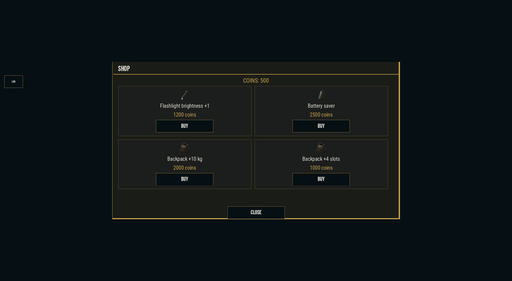 SHOP
COINS: 500
Flashlight brightness +1
1200 coins
BUY
Battery saver
2500 coins
BUY
Backpack +10 kg
2000 coins
BUY
Backpack +4 slots
1000 coins
BUY
CLOSE